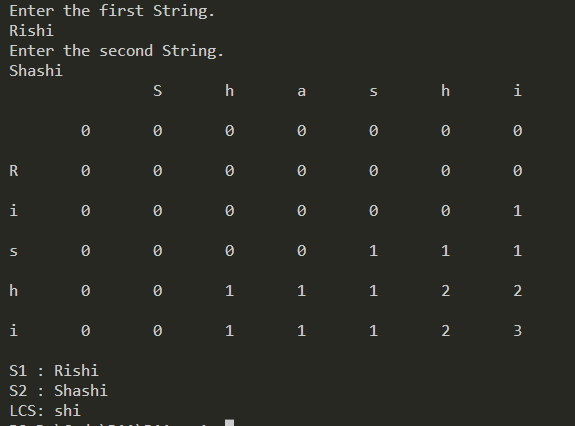 Enter the first String.
Rishi
Enter the second String.
Shashi
S h a s h i
0 0 0 0 0 0 0
R 0 0 0 0 0 0 0
i 0 0 0 0 0 0 1
s 0 0 0 0 1 1 1
h 0 0 1 1 1 2 2
i 0 0 1 1 1 2 3
S1 : Rishi
S2 : Shashi
LCS: shi